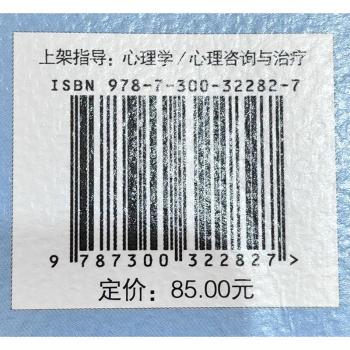 上架指导：心理学/心理咨询与治疗
ISBN 978-7-300-32282-7
9 787300 322827>
定价：85.00元